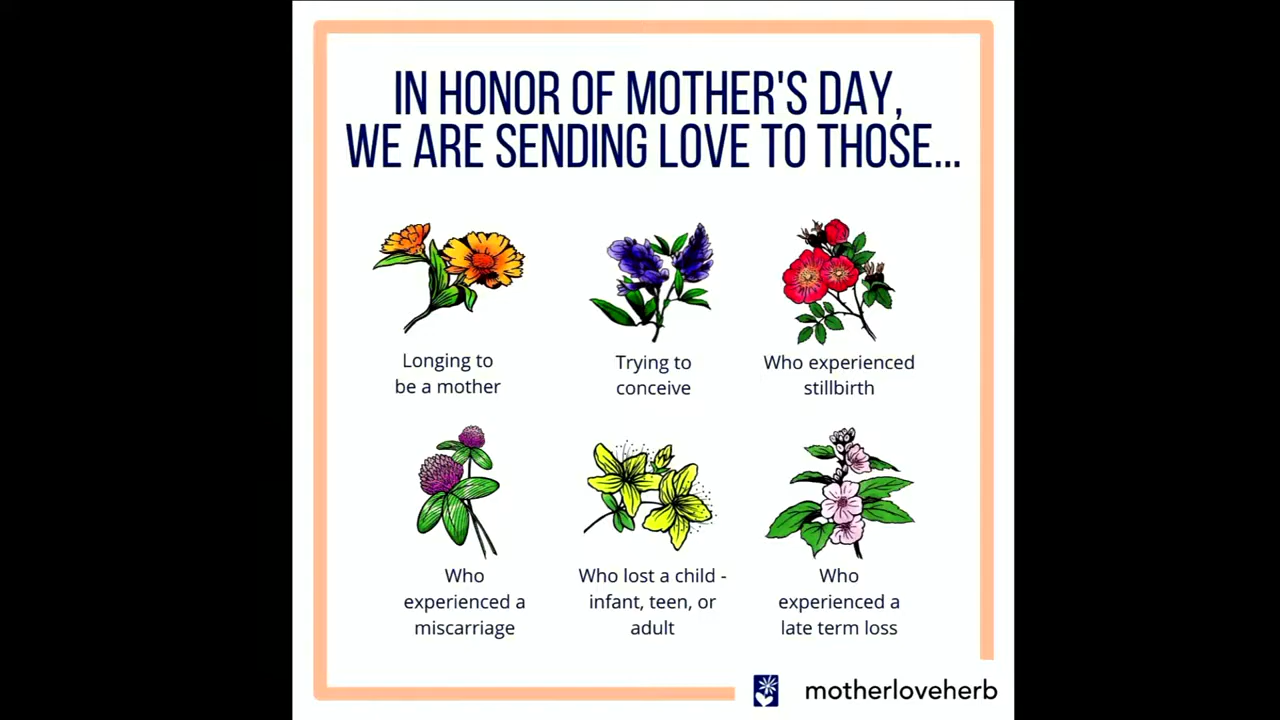 IN HONOR OF MOTHER'S DAY,
WE ARE SENDING LOVE TO THOSE...
Longing to
be a mother
Trying to
conceive
Who experienced
stillbirth
Who
experienced a
miscarriage
Who lost a child -
infant, teen, or
adult
Who
experienced a
late term loss
motherloveherb